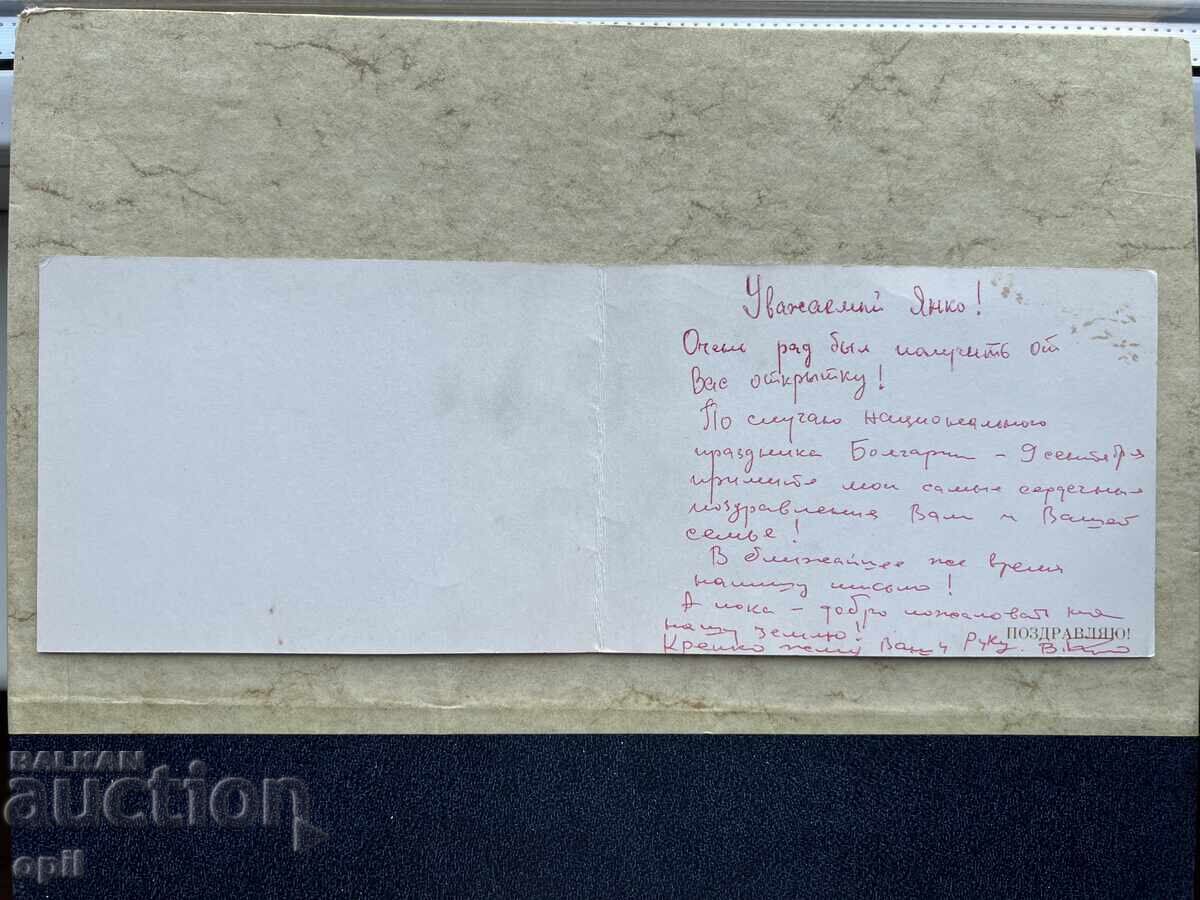 Уважаемый Янко!
Очень рад был получить от
Вас открытку!
По случаю национального
праздника Болгарии – 9 сентября
примите мои самые сердечные
поздравления Вам и Вашей
семье!
В ближайшее же время
напишу письмо!
А пока – добро пожаловать на
нашу землю!
ПОЗДРАВЛЯЮ!
Крепко жму Вашу руку.
BALKAN
auction
opil